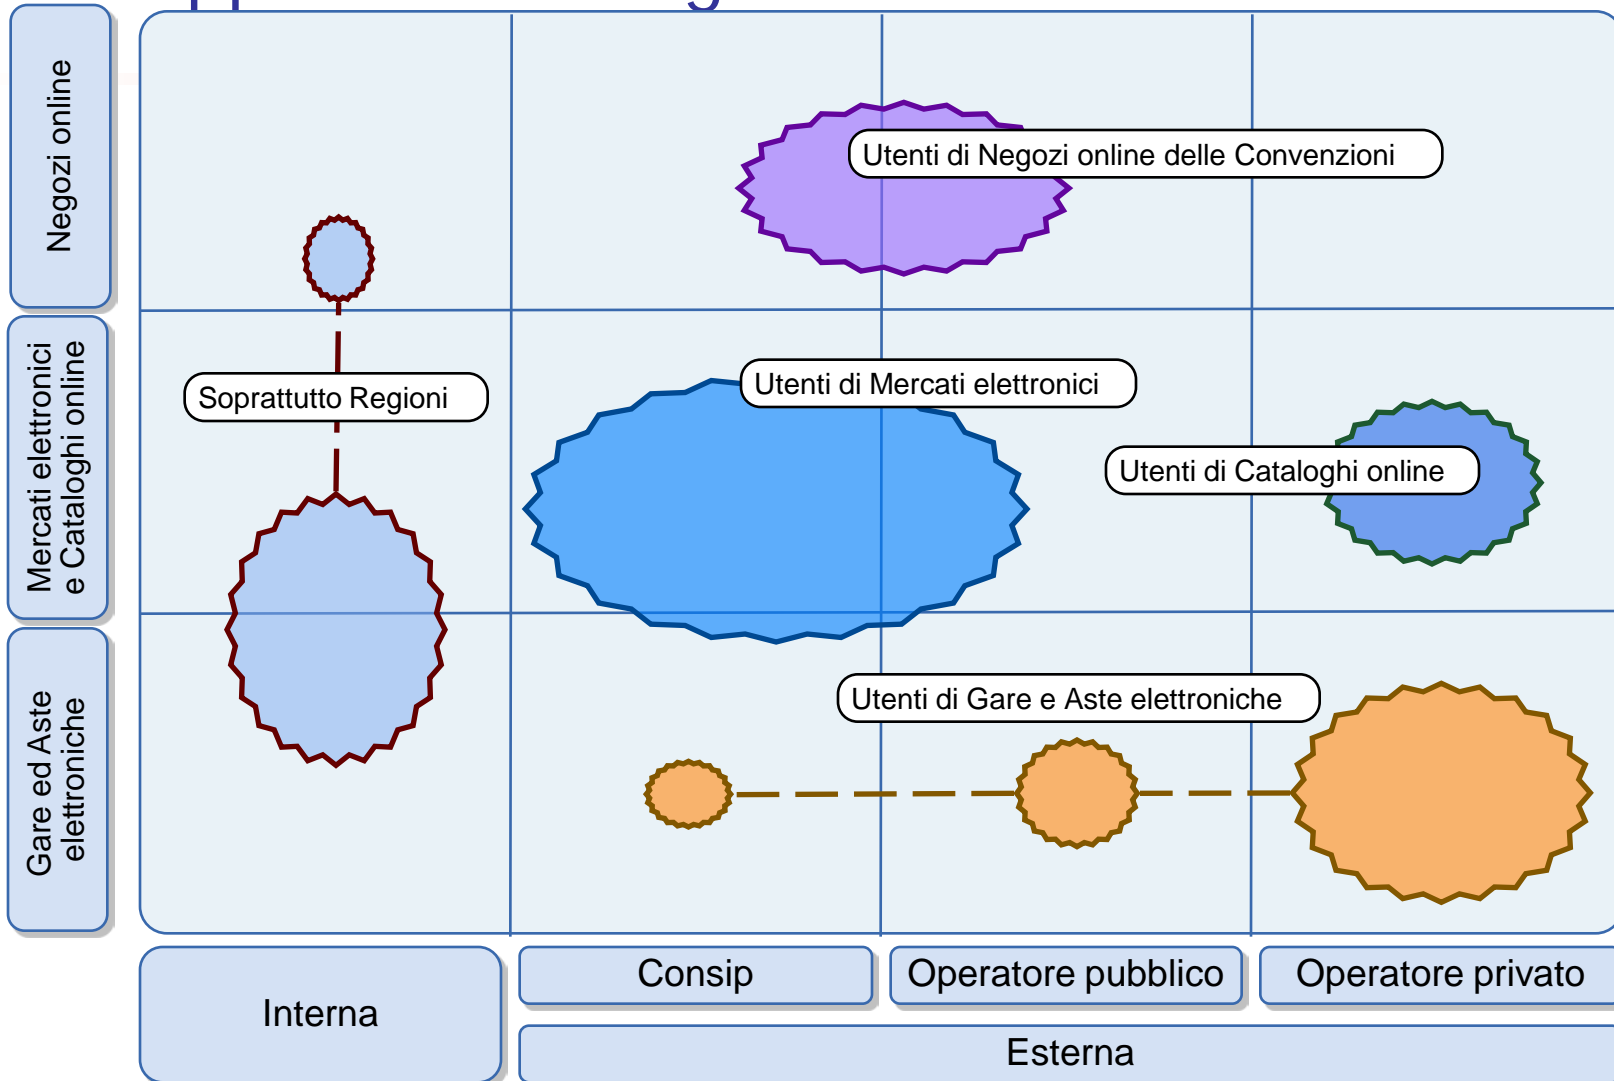 Negozi online
Utenti di Negozi online delle Convenzioni
Mercati elettronici
e Cataloghi online
Soprattutto Regioni
Utenti di Mercati elettronici
Utenti di Cataloghi online
Gare ed Aste
elettroniche
Utenti di Gare e Aste elettroniche
Interna
Consip
Operatore pubblico
Operatore privato
Esterna